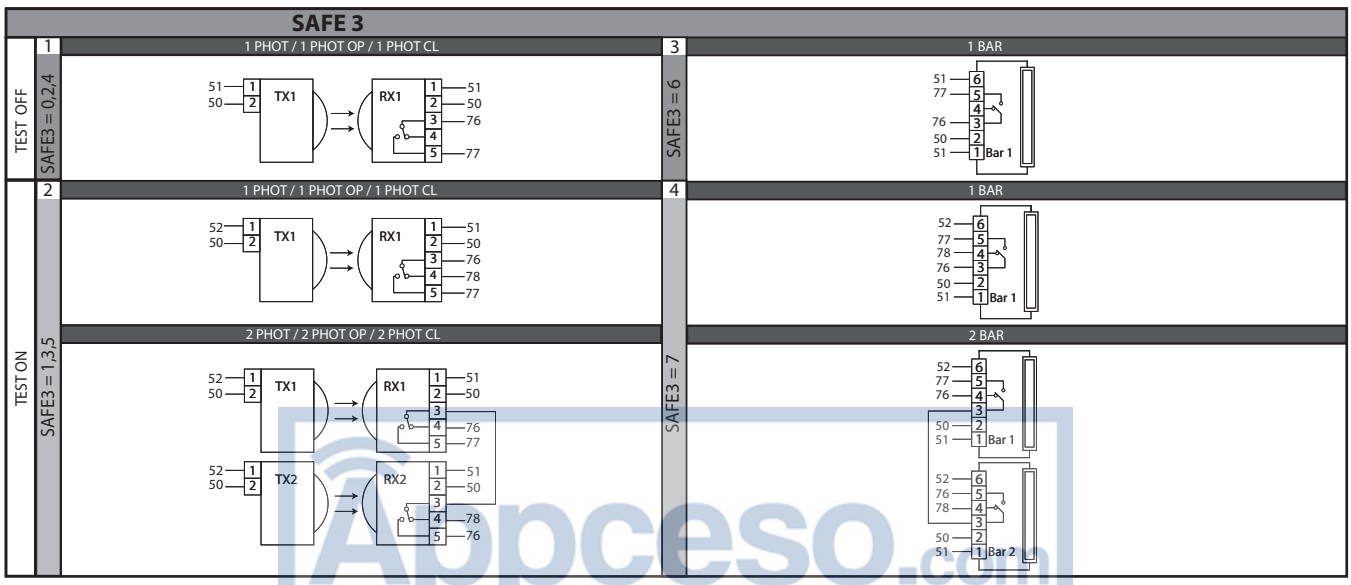 SAFE 3
TEST OFF
1
SAFE3 = 0,2,4
1 PHOT / 1 PHOT OP / 1 PHOT CL
51 1 TX1 RX1 1 51
50 2 2 50
3 76
4
5 77
3
SAFE3 = 6
1 BAR
51 6
77 5
4
76 3
50 2
51 1 Bar 1
TEST ON
2
SAFE3 = 1,3,5
1 PHOT / 1 PHOT OP / 1 PHOT CL
52 1 TX1 RX1 1 51
50 2 2 50
3 76
4 78
5 77
2 PHOT / 2 PHOT OP / 2 PHOT CL
52 1 TX1 RX1 1 51
50 2 2 50
3
4 76
5 77
52 1 TX2 RX2 1 51
50 2 2 50
3
4 78
5 76
4
SAFE3 = 7
1 BAR
52 6
77 5
78 4
76 3
50 2
51 1 Bar 1
2 BAR
52 6
77 5
76 4
3
50 2
51 1 Bar 1
52 6
76 5
78 4
3
50 2
51 1 Bar 2
Appceso.com